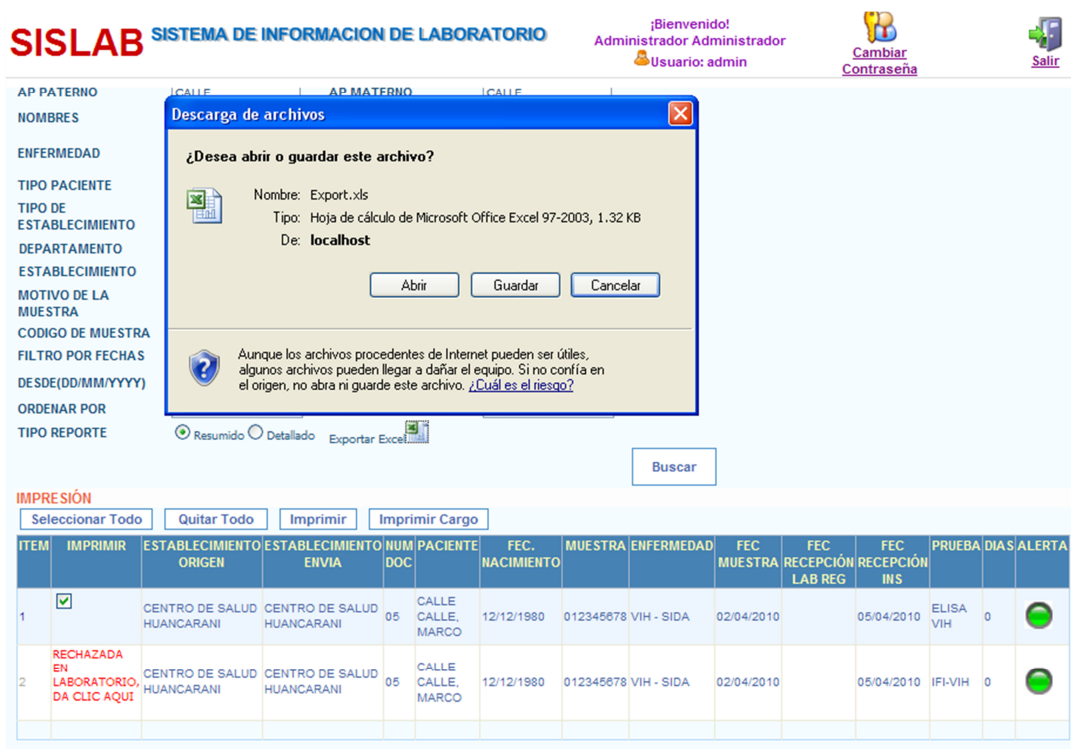 SISLAB SISTEMA DE INFORMACION DE LABORATORIO
¡Bienvenido!
Administrador Administrador
Usuario: admin
Cambiar
Contraseña
Salir
AP PATERNO CALLE AP MATERNO CALLE
NOMBRES
ENFERMEDAD
TIPO PACIENTE
TIPO DE
ESTABLECIMIENTO
DEPARTAMENTO
ESTABLECIMIENTO
MOTIVO DE LA
MUESTRA
CODIGO DE MUESTRA
FILTRO POR FECHAS
DESDE(DD/MM/YYYY)
ORDENAR POR
TIPO REPORTE Resumido Detallado Exportar Excel
Descarga de archivos
¿Desea abrir o guardar este archivo?
Nombre: Export.xls
Tipo: Hoja de cálculo de Microsoft Office Excel 97-2003, 1.32 KB
De: localhost
Abrir Guardar Cancelar
Aunque los archivos procedentes de Internet pueden ser útiles,
algunos archivos pueden llegar a dañar el equipo. Si no confía en
el origen, no abra ni guarde este archivo. ¿Cuál es el riesgo?
Buscar
IMPRESIÓN
Seleccionar Todo Quitar Todo Imprimir Imprimir Cargo
ITEM IMPRIMIR ESTABLECIMIENTO ESTABLECIMIENTO NUM PACIENTE FEC. MUESTRA ENFERMEDAD FEC FEC FEC PRUEBA DIAS ALERTA
ORIGEN ENVIA DOC NACIMIENTO MUESTRA RECEPCIÓN RECEPCIÓN
LAB REG INS
1 CENTRO DE SALUD CENTRO DE SALUD 05 CALLE 12/12/1980 012345678 VIH - SIDA 02/04/2010 05/04/2010 ELISA 0
HUANCARANI HUANCARANI CALLE, VIH
MARCO
RECHAZADA
EN
2 LABORATORIO, CENTRO DE SALUD CENTRO DE SALUD 05 CALLE 12/12/1980 012345678 VIH - SIDA 02/04/2010 05/04/2010 IFI-VIH 0
DA CLIC AQUI HUANCARANI HUANCARANI CALLE,
MARCO